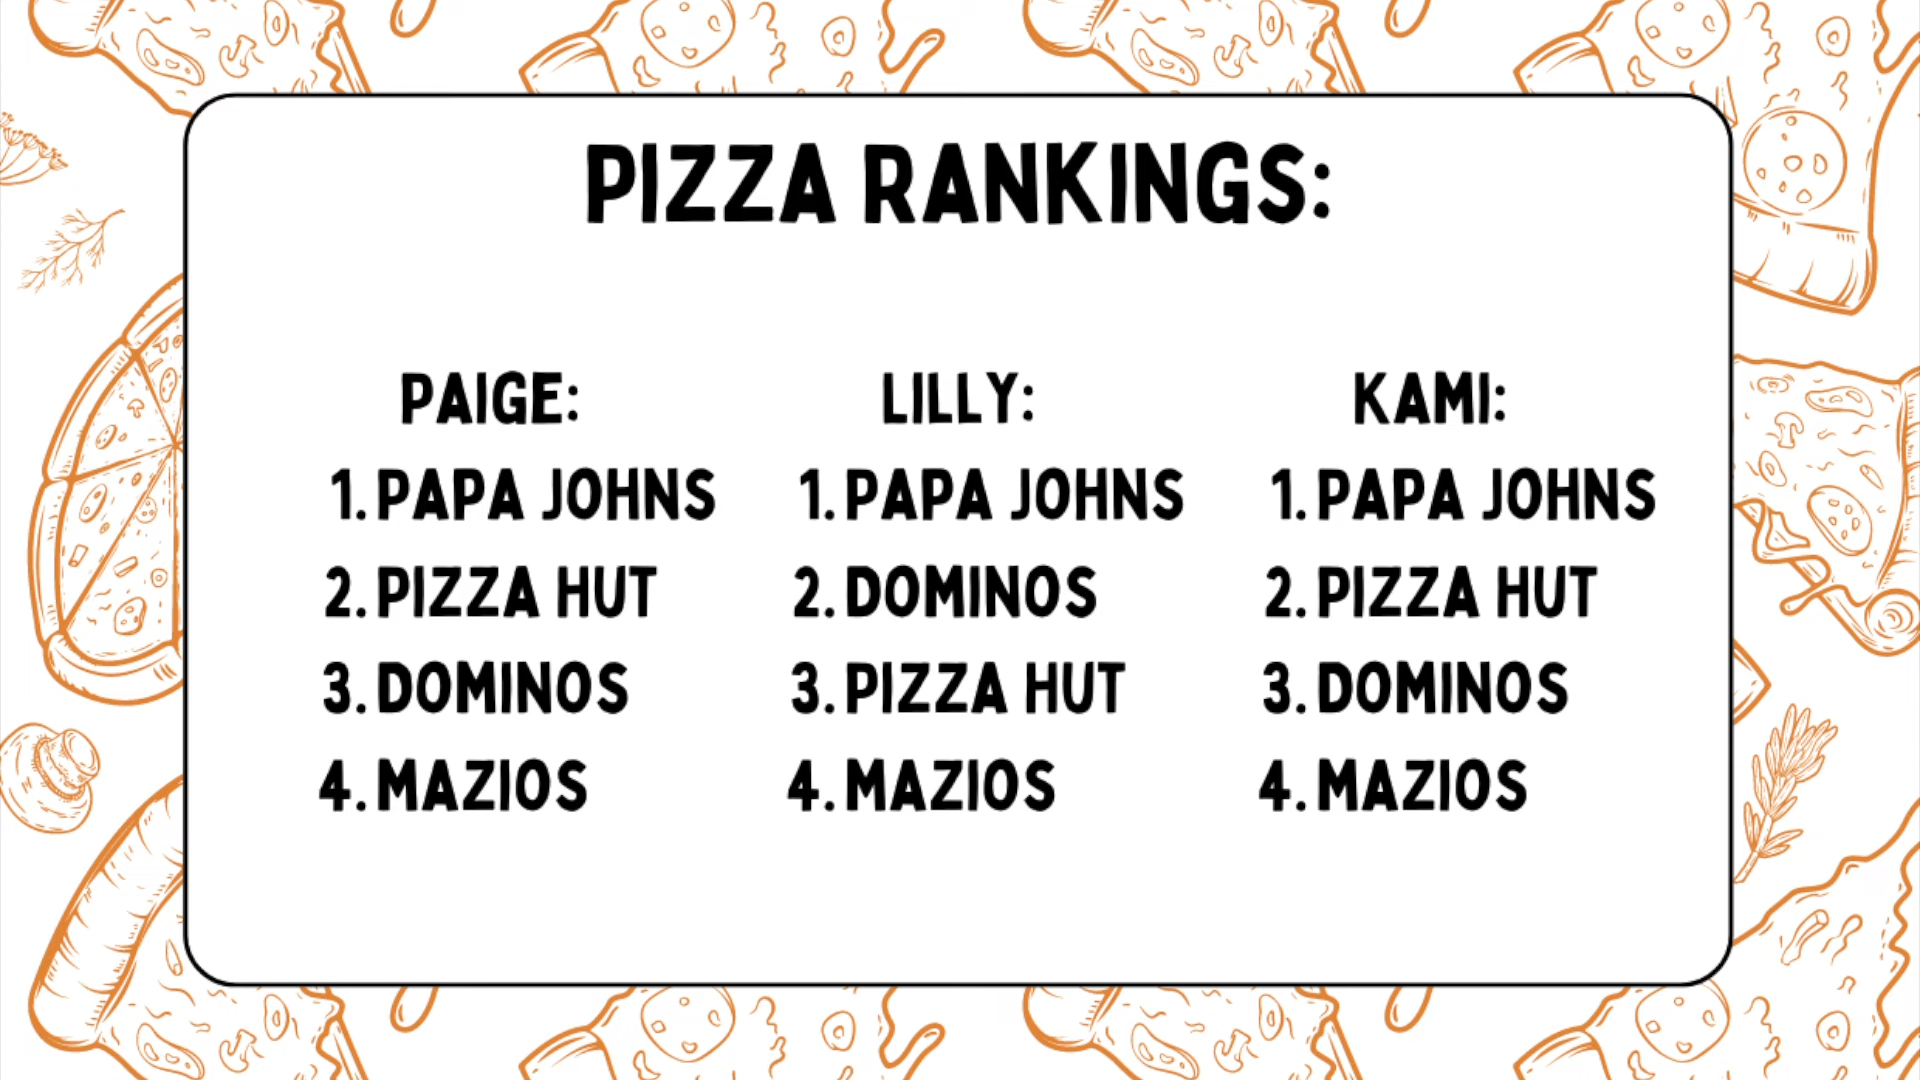 PIZZA RANKINGS:
PAIGE:
1. PAPA JOHNS
2. PIZZA HUT
3. DOMINOS
4. MAZIOS
LILLY:
1. PAPA JOHNS
2. DOMINOS
3. PIZZA HUT
4. MAZIOS
KAMI:
1. PAPA JOHNS
2. PIZZA HUT
3. DOMINOS
4. MAZIOS